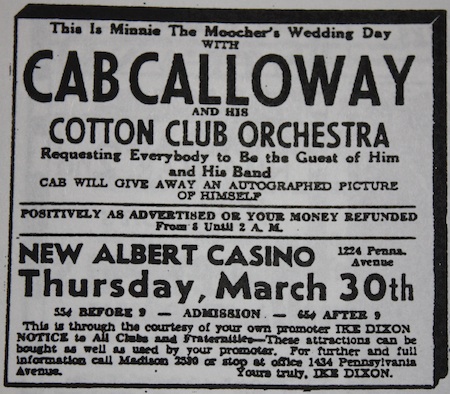 This Is Minnie The Moocher's Wedding Day
WITH
CAB CALLOWAY
AND HIS
COTTON CLUB ORCHESTRA
Requesting Everybody to Be the Guest of Him
and His Band
CAB WILL GIVE AWAY AN AUTOGRAPHED PICTURE
OF HIMSELF
POSITIVELY AS ADVERTISED OR YOUR MONEY REFUNDED
From 8 Until 2 A. M.
NEW ALBERT CASINO 1224 Penna. Avenue
Thursday, March 30th
55¢ BEFORE 9 — ADMISSION — 65¢ AFTER 9
This is through the courtesy of your own promoter IKE DIXON
NOTICE to All Clubs and Fraternities—These attractions can be
bought as well as used by your promoter. For further and full
information call Madison 2330 or stop at office 1434 Pennsylvania
Avenue. Yours truly, IKE DIXON.